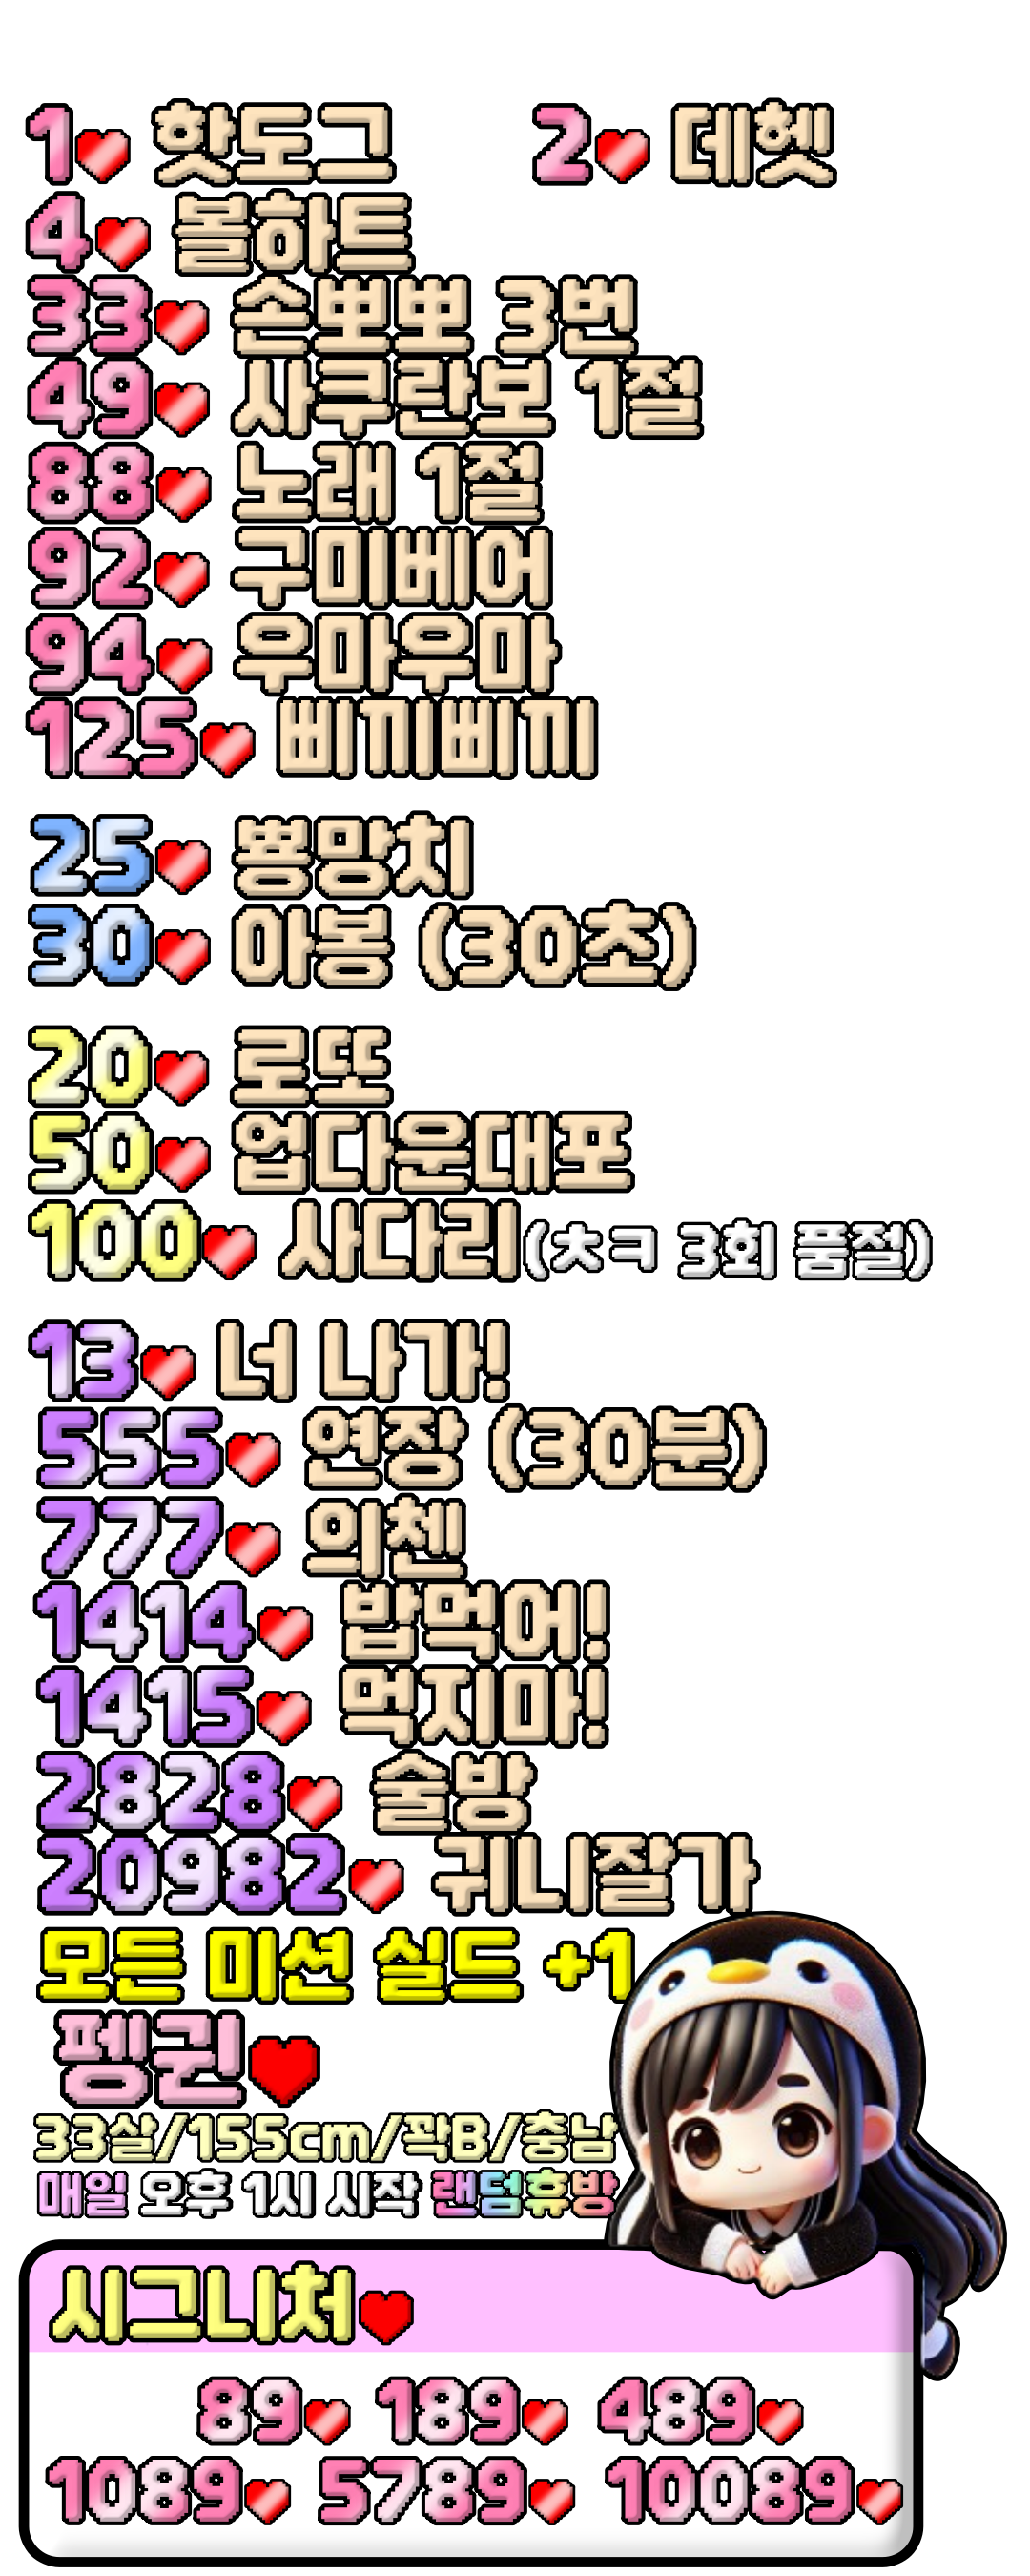 1♥ 핫도그 2♥ 데헷
4♥ 볼하트
33♥ 손뽀뽀 3번
49♥ 사쿠란보 1절
88♥ 노래 1절
92♥ 구미베어
94♥ 우마우마
125♥ 삐끼삐끼
25♥ 뿅망치
30♥ 아봉 (30초)
20♥ 로또
50♥ 업다운대포
100♥ 사다리(ㅊㅋ 3회 품절)
13♥ 너 나가!
555♥ 연장 (30분)
777♥ 의첸
1414♥ 밥먹어!
1415♥ 먹지마!
2828♥ 술방
20982♥ 퀴니잘가
모든 미션 실드 +1
펭귄♥
33살/155cm/꽉B/충남
매일 오후 1시 시작 랜덤휴방
시그니처♥
89♥ 189♥ 489♥
1089♥ 5789♥ 10089♥